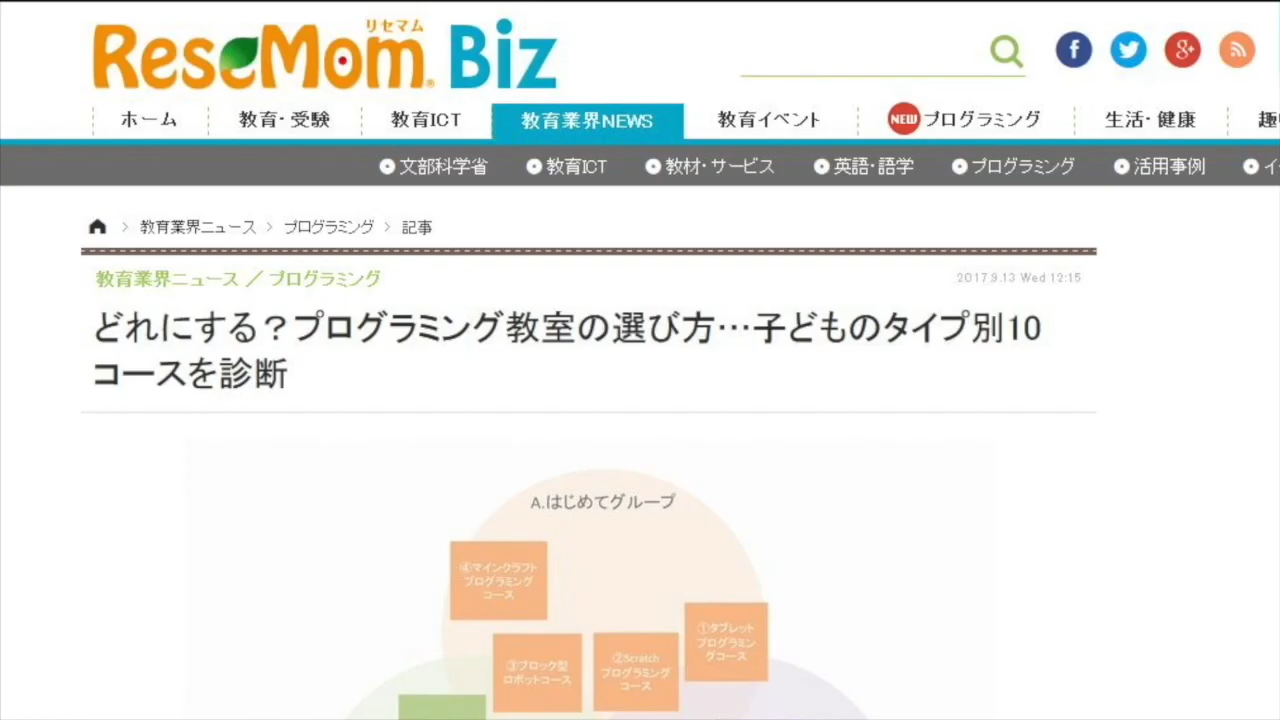 リセマム
ReseMom Biz
ホーム 教育・受験 教育ICT 教育業界NEWS 教育イベント NEW プログラミング 生活・健康
文部科学省 教育ICT 教材・サービス 英語・語学 プログラミング 活用事例
教育業界ニュース > プログラミング > 記事
教育業界ニュース / プログラミング
2017.9.13 Wed 12:15
どれにする？プログラミング教室の選び方…子どものタイプ別10
コースを診断
A.はじめてグループ
④マインクラフト
プログラミング
コース
①タブレット
プログラミン
グコース
③ブロック型
ロボットコース
②Scratch
プログラミング
コース